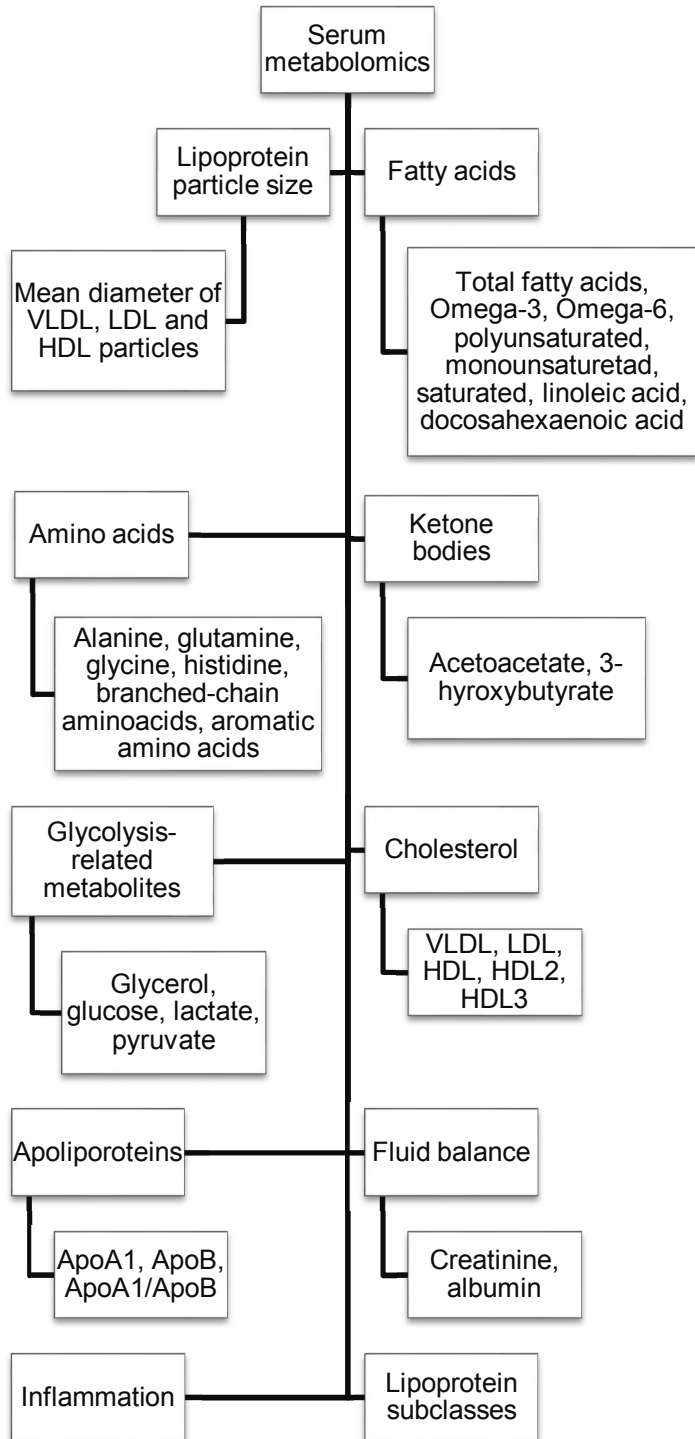 Serum
metabolomics
Lipoprotein
particle size
Fatty acids
Mean diameter of
VLDL, LDL and
HDL particles
Total fatty acids,
Omega-3, Omega-6,
polyunsaturated,
monounsaturetad,
saturated, linoleic acid,
docosahexaenoic acid
Amino acids
Ketone
bodies
Alanine, glutamine,
glycine, histidine,
branched-chain
aminoacids, aromatic
amino acids
Acetoacetate, 3-
hyroxybutyrate
Glycolysis-
related
metabolites
Cholesterol
Glycerol,
glucose, lactate,
pyruvate
VLDL, LDL,
HDL, HDL2,
HDL3
Apoliporoteins
Fluid balance
ApoA1, ApoB,
ApoA1/ApoB
Creatinine,
albumin
Inflammation
Lipoprotein
subclasses